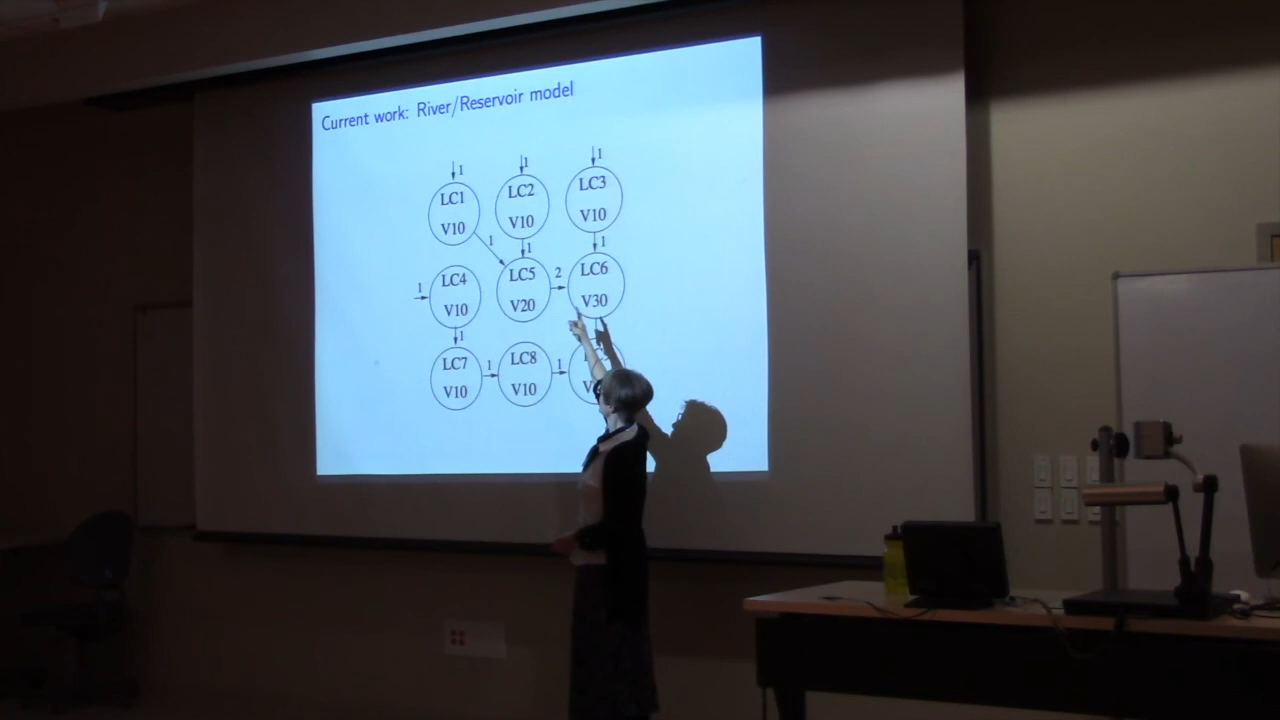 Current work: River/Reservoir model
1 1 1
LC1 LC2 LC3
V10 V10 V10
1 1 1
1 LC4 LC5 2 LC6
V10 V20 V30
1
LC7 1 LC8 1
V10 V10